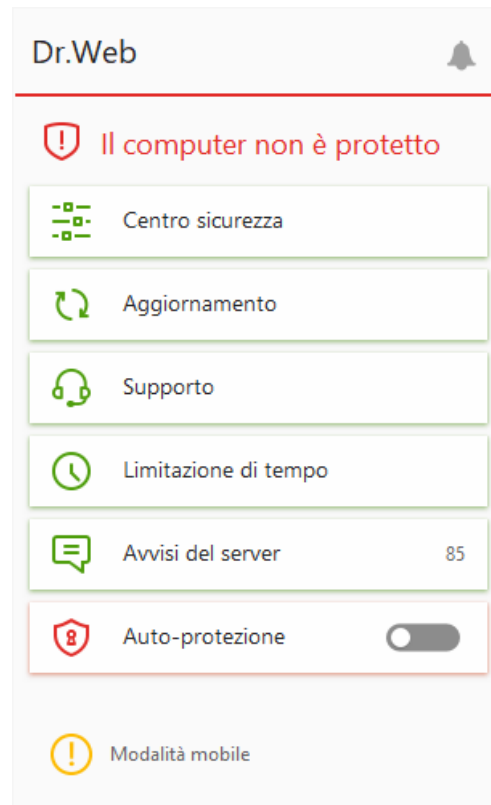 Dr.Web
Il computer non è protetto
Centro sicurezza
Aggiornamento
Supporto
Limitazione di tempo
Avvisi del server 85
Auto-protezione
Modalità mobile